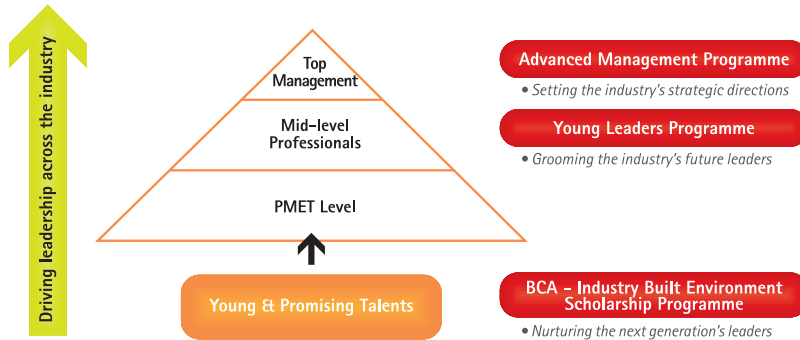 Driving leadership across the industry
Top
Management
Mid-level
Professionals
PMET Level
Young & Promising Talents
Advanced Management Programme
• Setting the industry's strategic directions
Young Leaders Programme
• Grooming the industry's future leaders
BCA - Industry Built Environment
Scholarship Programme
• Nurturing the next generation's leaders